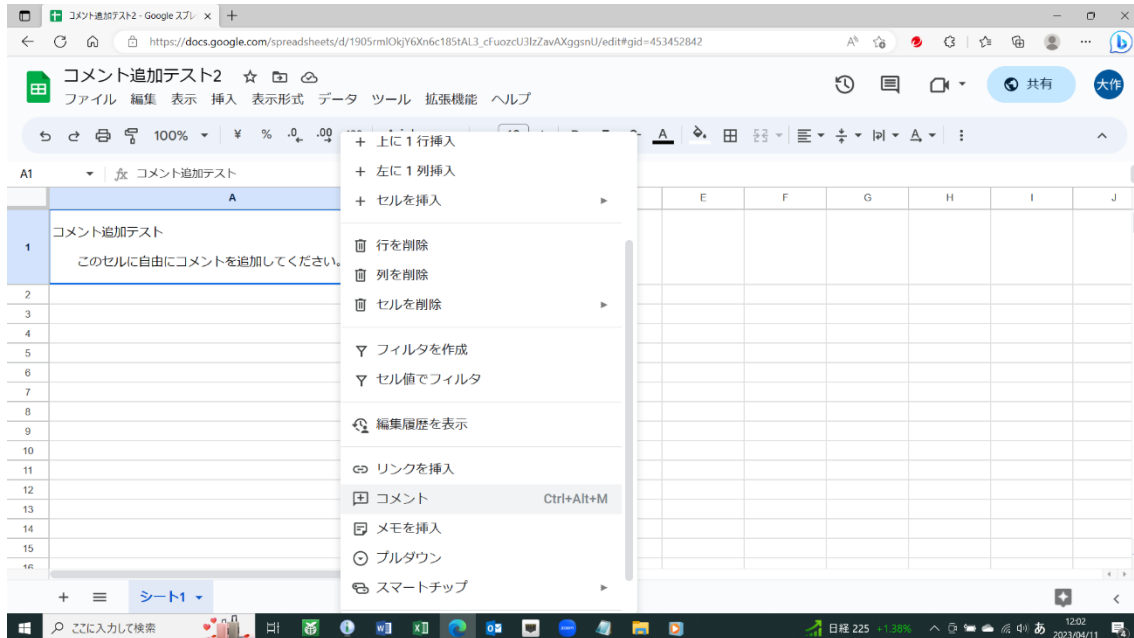 コメント追加テスト2 - Google スプレ
https://docs.google.com/spreadsheets/d/1905rmlOkjY6Xn6c185tAL3_cFuozcU3lzZavAXggsnU/edit#gid=453452842
コメント追加テスト2
ファイル 編集 表示 挿入 表示形式 データ ツール 拡張機能 ヘルプ
共有
大作
100% ¥ % .0 .00
A1 fx コメント追加テスト
A E F G H I J
1 コメント追加テスト
このセルに自由にコメントを追加してください。
2
3
4
5
6
7
8
9
10
11
12
13
14
15
16
+ 上に 1 行挿入
+ 左に 1 列挿入
+ セルを挿入
行を削除
列を削除
セルを削除
フィルタを作成
セル値でフィルタ
編集履歴を表示
リンクを挿入
コメント Ctrl+Alt+M
メモを挿入
プルダウン
スマートチップ
シート1
ここに入力して検索
日経 225 +1.38%
あ
12:02
2023/04/11